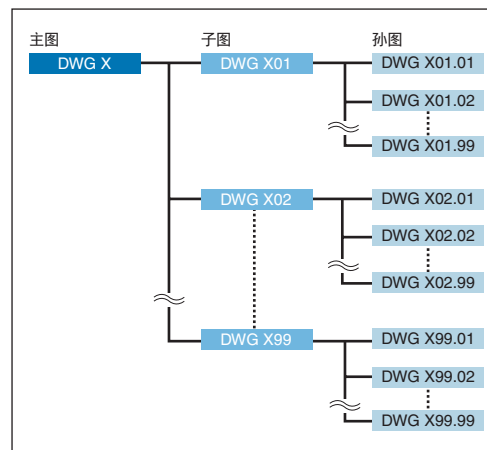 主图 子图 孙图
DWG X DWG X01 DWG X01.01
DWG X01.02
DWG X01.99
DWG X02 DWG X02.01
DWG X02.02
DWG X02.99
DWG X99 DWG X99.01
DWG X99.02
DWG X99.99